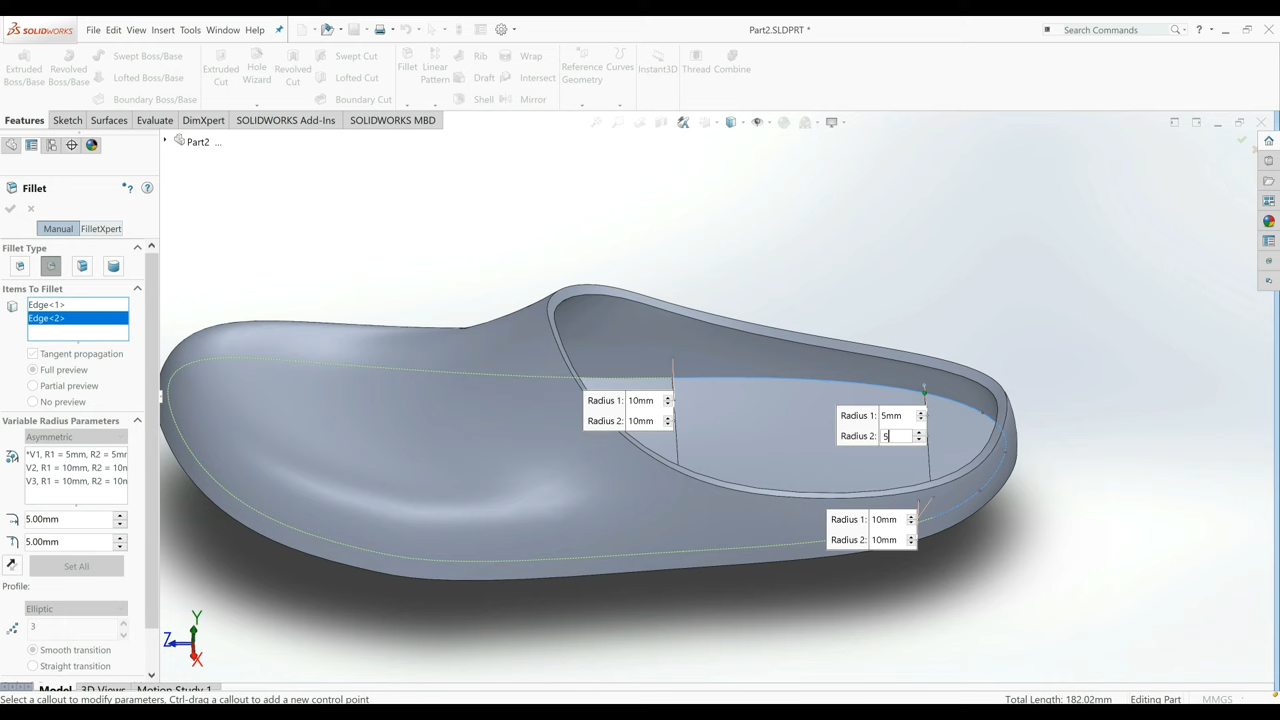 SOLIDWORKS File Edit View Insert Tools Window Help Part2.SLDPRT * Search Commands
Extruded Boss/Base
Revolved Boss/Base
Swept Boss/Base
Lofted Boss/Base
Boundary Boss/Base
Extruded Cut
Hole Wizard
Revolved Cut
Swept Cut
Lofted Cut
Boundary Cut
Fillet
Linear Pattern
Rib
Draft
Shell
Wrap
Intersect
Mirror
Reference Geometry
Curves
Instant3D
Thread
Combine
Features Sketch Surfaces Evaluate DimXpert SOLIDWORKS Add-Ins SOLIDWORKS MBD
Part2 ...
Fillet
Manual FilletXpert
Fillet Type
Items To Fillet
Edge<1>
Edge<2>
Tangent propagation
Full preview
Partial preview
No preview
Variable Radius Parameters
Asymmetric
*V1, R1 = 5mm, R2 = 5m
V2, R1 = 10mm, R2 = 10n
V3, R1 = 10mm, R2 = 10n
5.00mm
5.00mm
Set All
Profile:
Elliptic
3
Smooth transition
Straight transition
Radius 1: 10mm
Radius 2: 10mm
Radius 1: 5mm
Radius 2: 5
Radius 1: 10mm
Radius 2: 10mm
Y
Z
X
Model 3D Views Motion Study 1
Select a callout to modify parameters, Ctrl-drag a callout to add a new control point Total Length: 182.02mm Editing Part MMGS